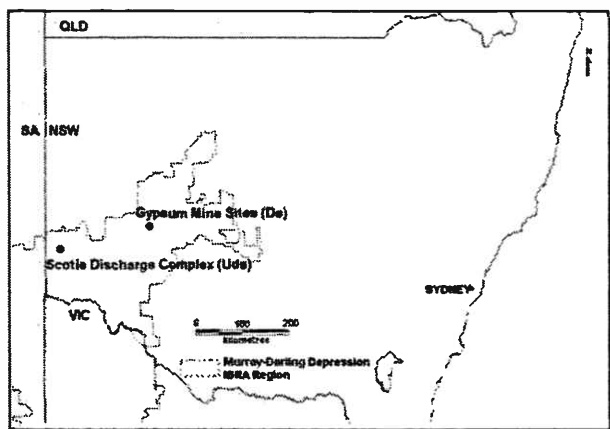 QLD
N
SA NSW
Gypsum Mine Sites (De)
Scotie Discharge Complex (Uds)
SYDNEY
VIC
0 100 200
kilometres
Murray-Darling Depression
IBRA Region